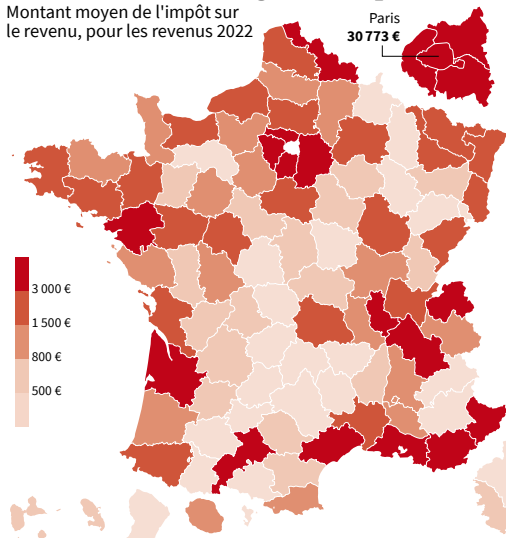 Montant moyen de l'impôt sur
le revenu, pour les revenus 2022
Paris
30 773 €
3 000 €
1 500 €
800 €
500 €